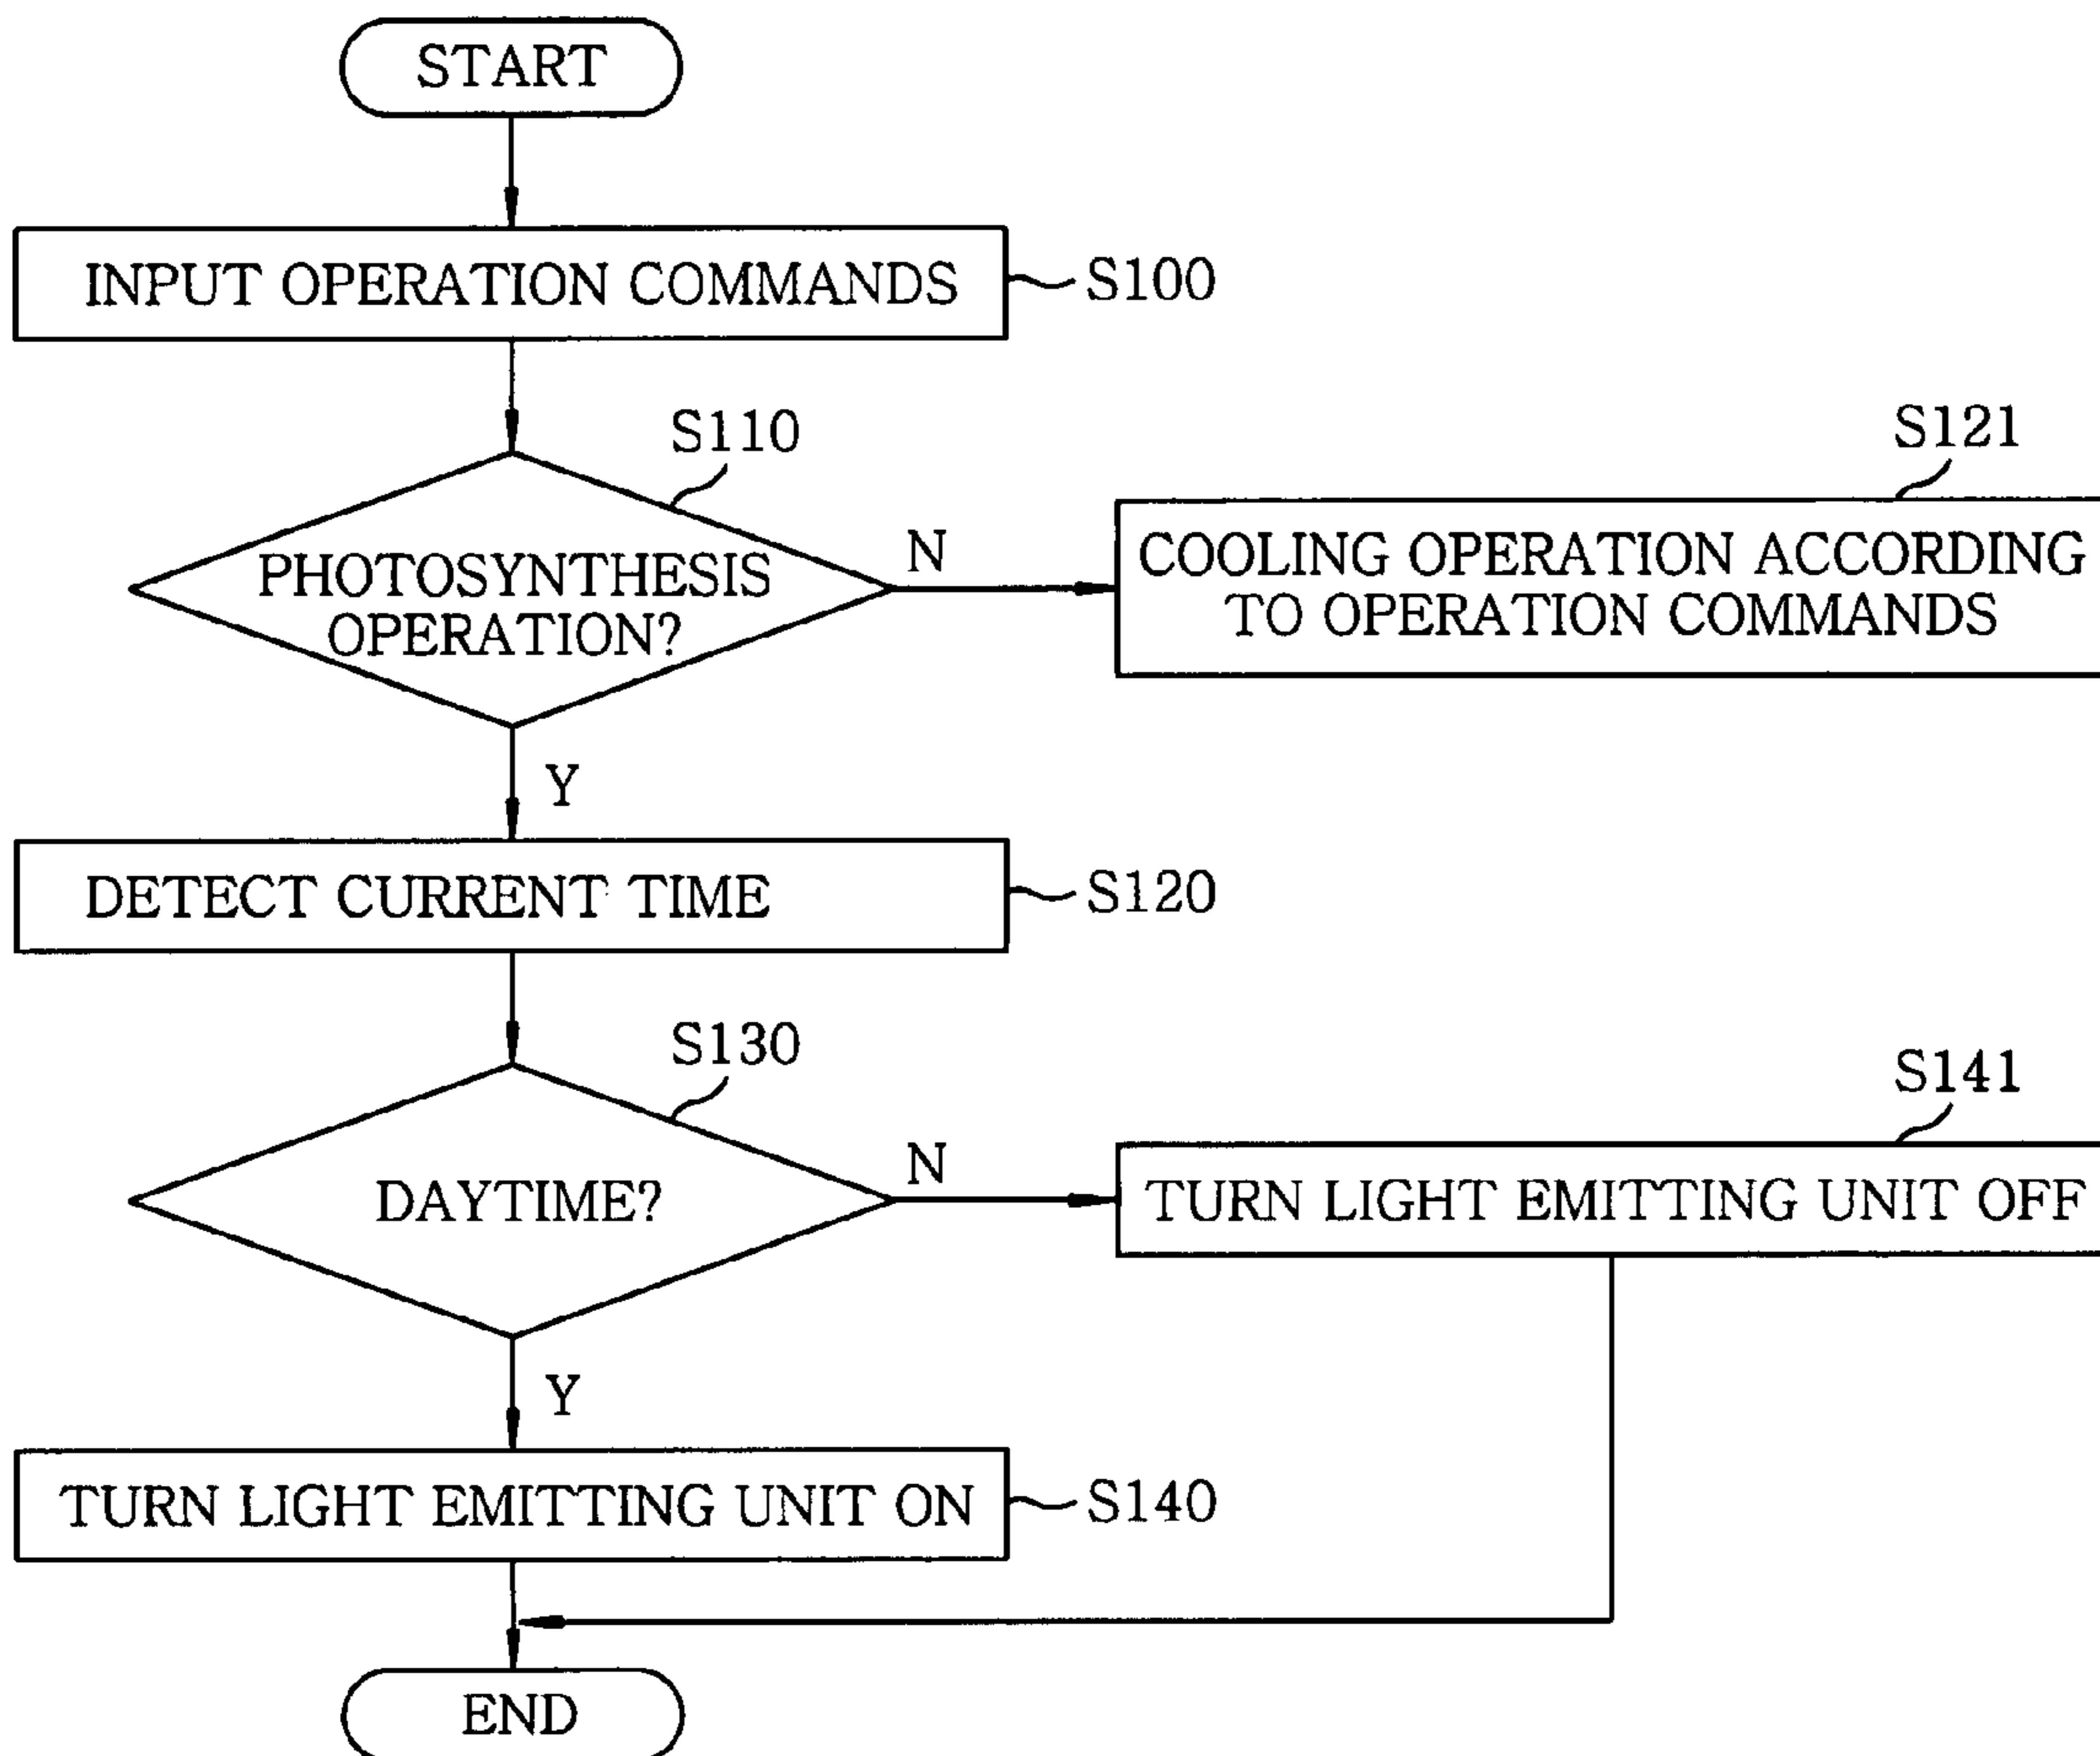 START
INPUT OPERATION COMMANDS
S100
S110
PHOTOSYNTHESIS
OPERATION?
N
S121
COOLING OPERATION ACCORDING
TO OPERATION COMMANDS
Y
DETECT CURRENT TIME
S120
S130
DAYTIME?
N
S141
TURN LIGHT EMITTING UNIT OFF
Y
TURN LIGHT EMITTING UNIT ON
S140
END